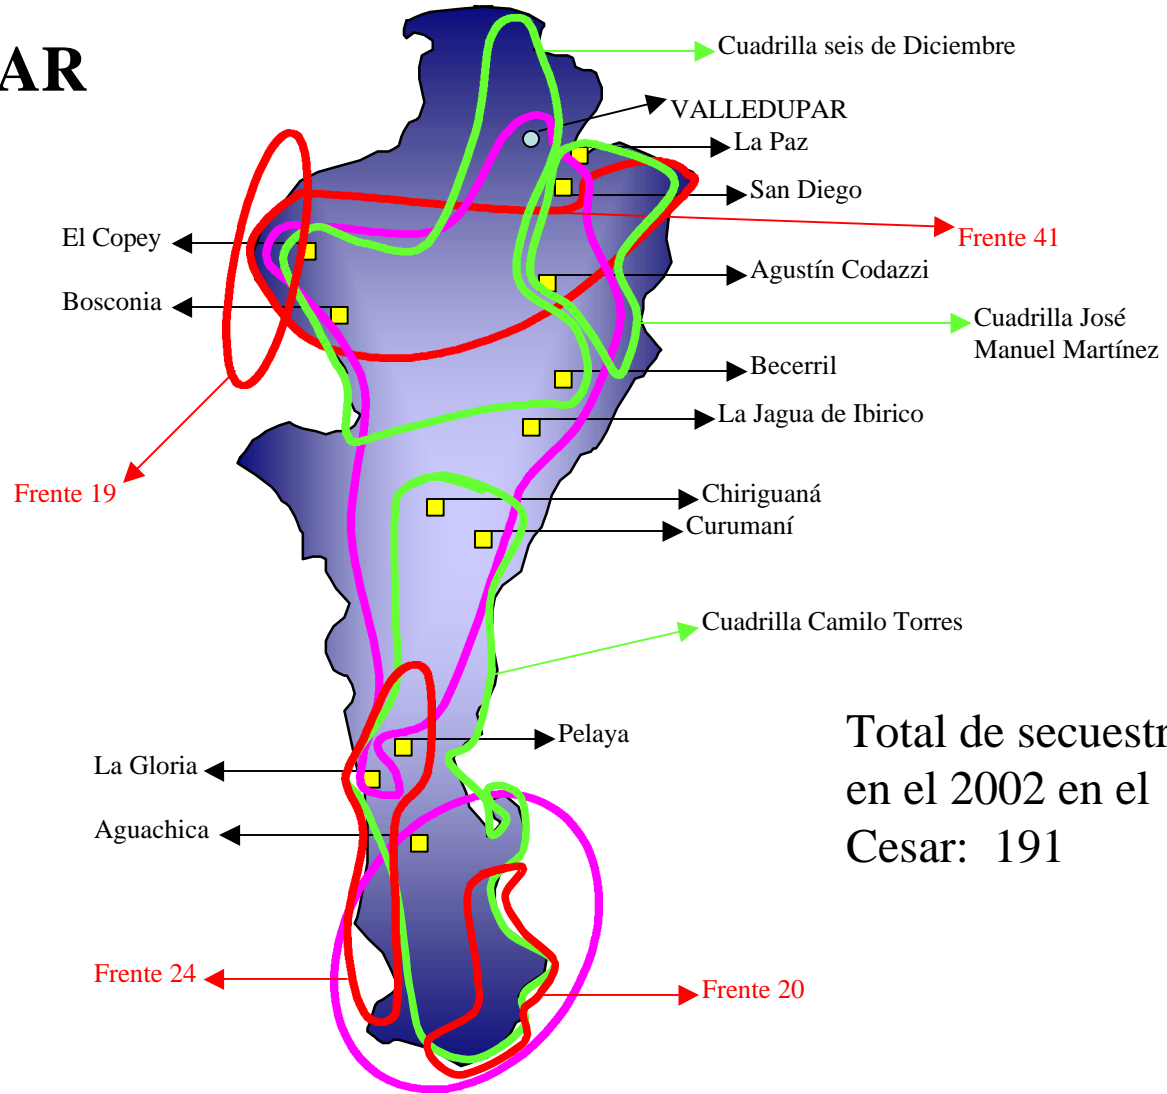 AR
Cuadrilla seis de Diciembre
VALLEDUPAR
La Paz
San Diego
El Copey
Frente 41
Agustín Codazzi
Bosconia
Cuadrilla José
Manuel Martínez
Becerril
La Jagua de Ibirico
Frente 19
Chiriguaná
Curumaní
Cuadrilla Camilo Torres
Pelaya
La Gloria
Aguachica
Total de secuestr
en el 2002 en el
Cesar: 191
Frente 24
Frente 20